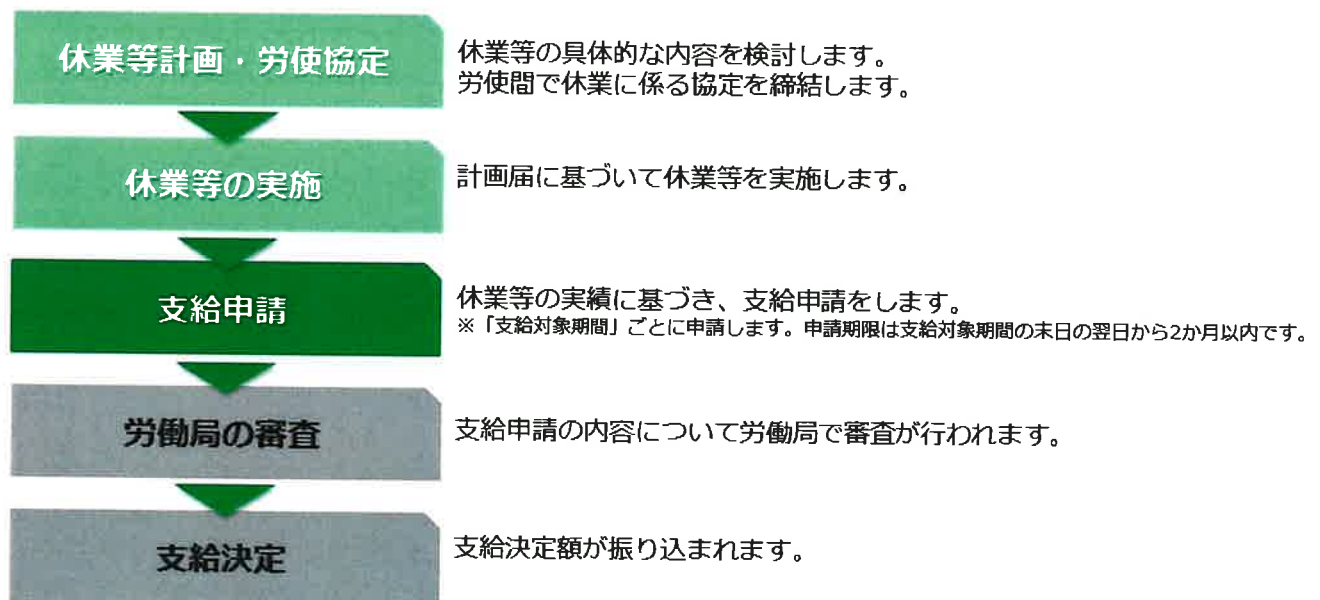 休業等計画・労使協定
休業等の具体的な内容を検討します。
労使間で休業に係る協定を締結します。
休業等の実施
計画届に基づいて休業等を実施します。
支給申請
休業等の実績に基づき、支給申請をします。
※「支給対象期間」ごとに申請します。申請期限は支給対象期間の末日の翌日から2か月以内です。
労働局の審査
支給申請の内容について労働局で審査が行われます。
支給決定
支給決定額が振り込まれます。